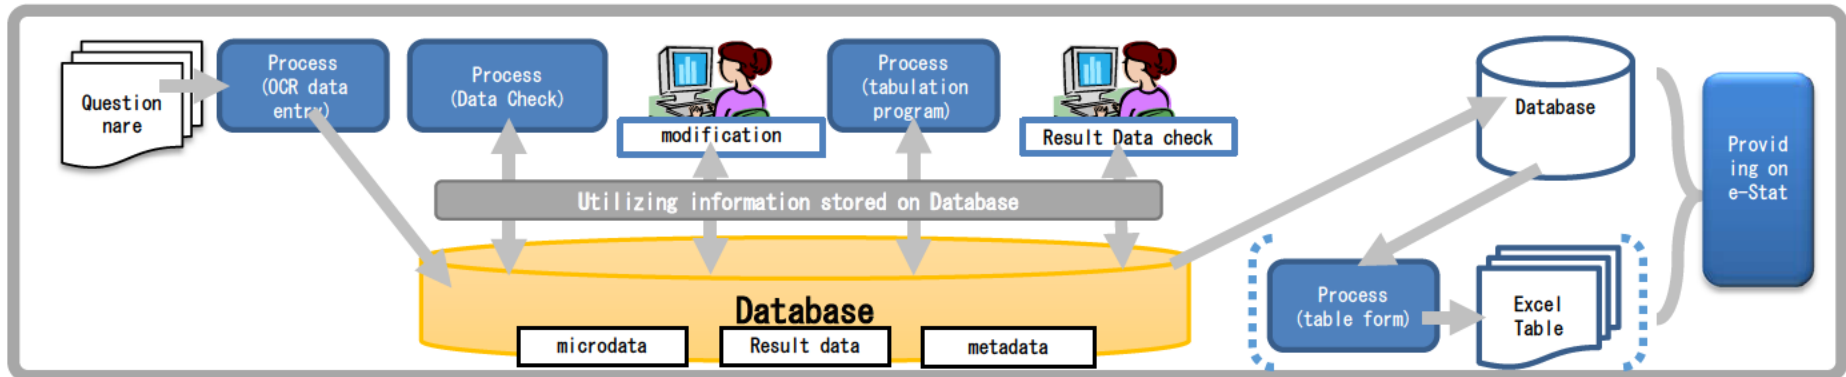 Question
nare
Process
(OCR data
entry)
Process
(Data Check)
modification
Process
(tabulation
program)
Result Data check
Utilizing information stored on Database
Database
microdata
Result data
metadata
Database
Process
(table form)
Excel
Table
Provid
ing on
e-Stat